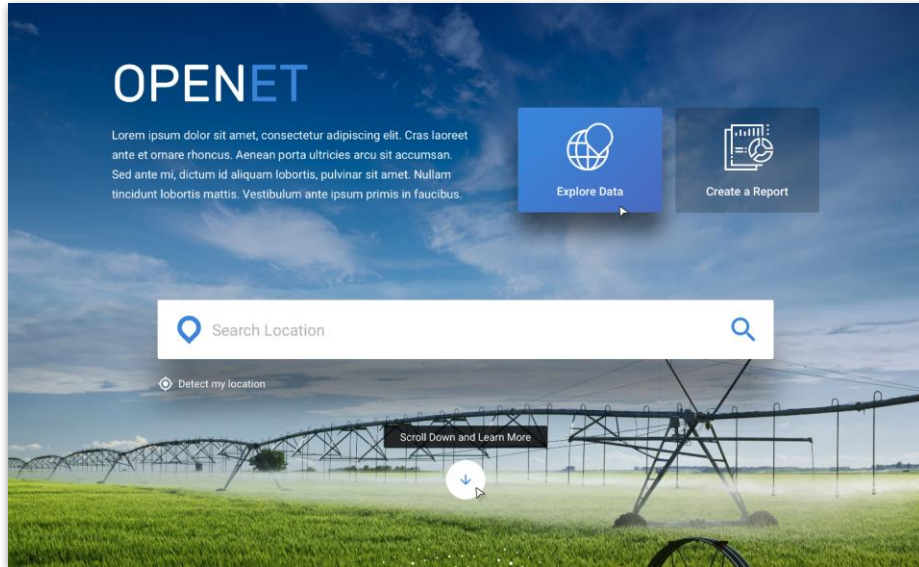 OPENET
Lorem ipsum dolor sit amet, consectetur adipiscing elit. Cras laoreet
ante et ornare rhoncus. Aenean porta ultricies arcu sit accumsan.
Sed ante mi, dictum id aliquam lobortis, pulvinar sit amet. Nullam
tincidunt lobortis mattis. Vestibulum ante ipsum primis in faucibus.
Explore Data
Create a Report
Search Location
Detect my location
Scroll Down and Learn More